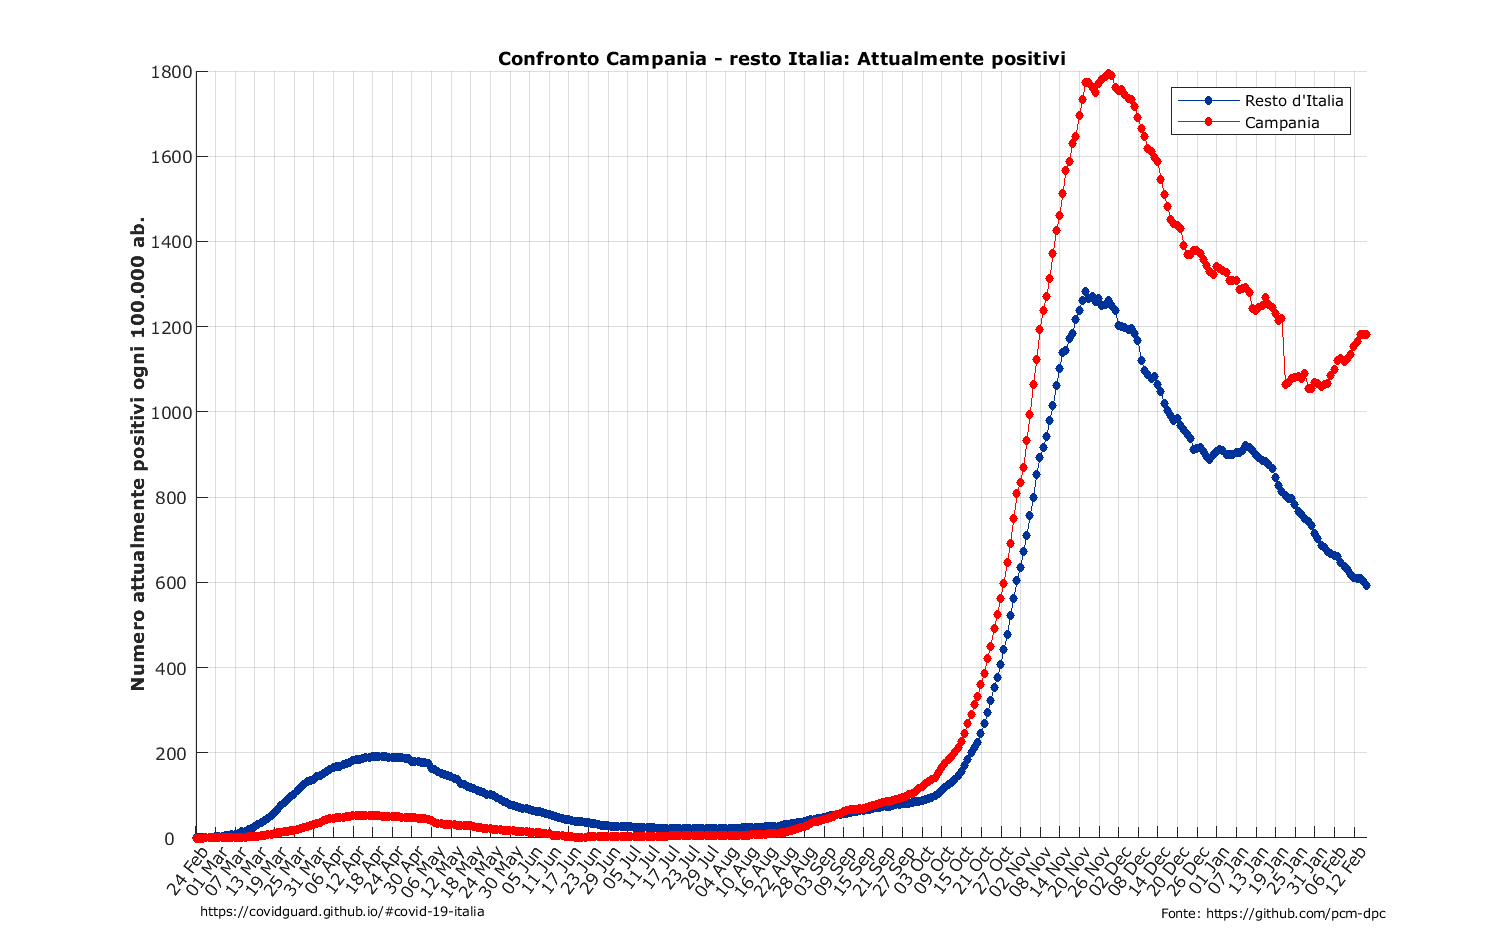 Confronto Campania - resto Italia: Attualmente positivi
Numero attualmente positivi ogni 100.000 ab.
1800
1600
1400
1200
1000
800
600
400
200
0
Resto d'Italia
Campania
24 Feb
01 Mar
07 Mar
13 Mar
19 Mar
25 Mar
31 Mar
06 Apr
12 Apr
18 Apr
24 Apr
30 Apr
06 May
12 May
18 May
24 May
30 May
05 Jun
11 Jun
17 Jun
23 Jun
29 Jun
05 Jul
11 Jul
17 Jul
23 Jul
29 Jul
04 Aug
10 Aug
16 Aug
22 Aug
28 Aug
03 Sep
09 Sep
15 Sep
21 Sep
27 Sep
03 Oct
09 Oct
15 Oct
21 Oct
27 Oct
02 Nov
08 Nov
14 Nov
20 Nov
26 Nov
02 Dec
08 Dec
14 Dec
20 Dec
26 Dec
01 Jan
07 Jan
13 Jan
19 Jan
25 Jan
31 Jan
06 Feb
12 Feb
https://covidguard.github.io/#covid-19-italia
Fonte: https://github.com/pcm-dpc